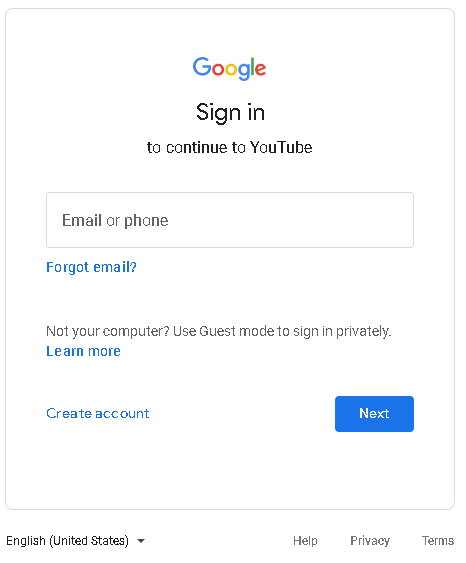 Google
Sign in
to continue to YouTube
Email or phone
Forgot email?
Not your computer? Use Guest mode to sign in privately.
Learn more
Create account
Next
English (United States)
Help
Privacy
Terms